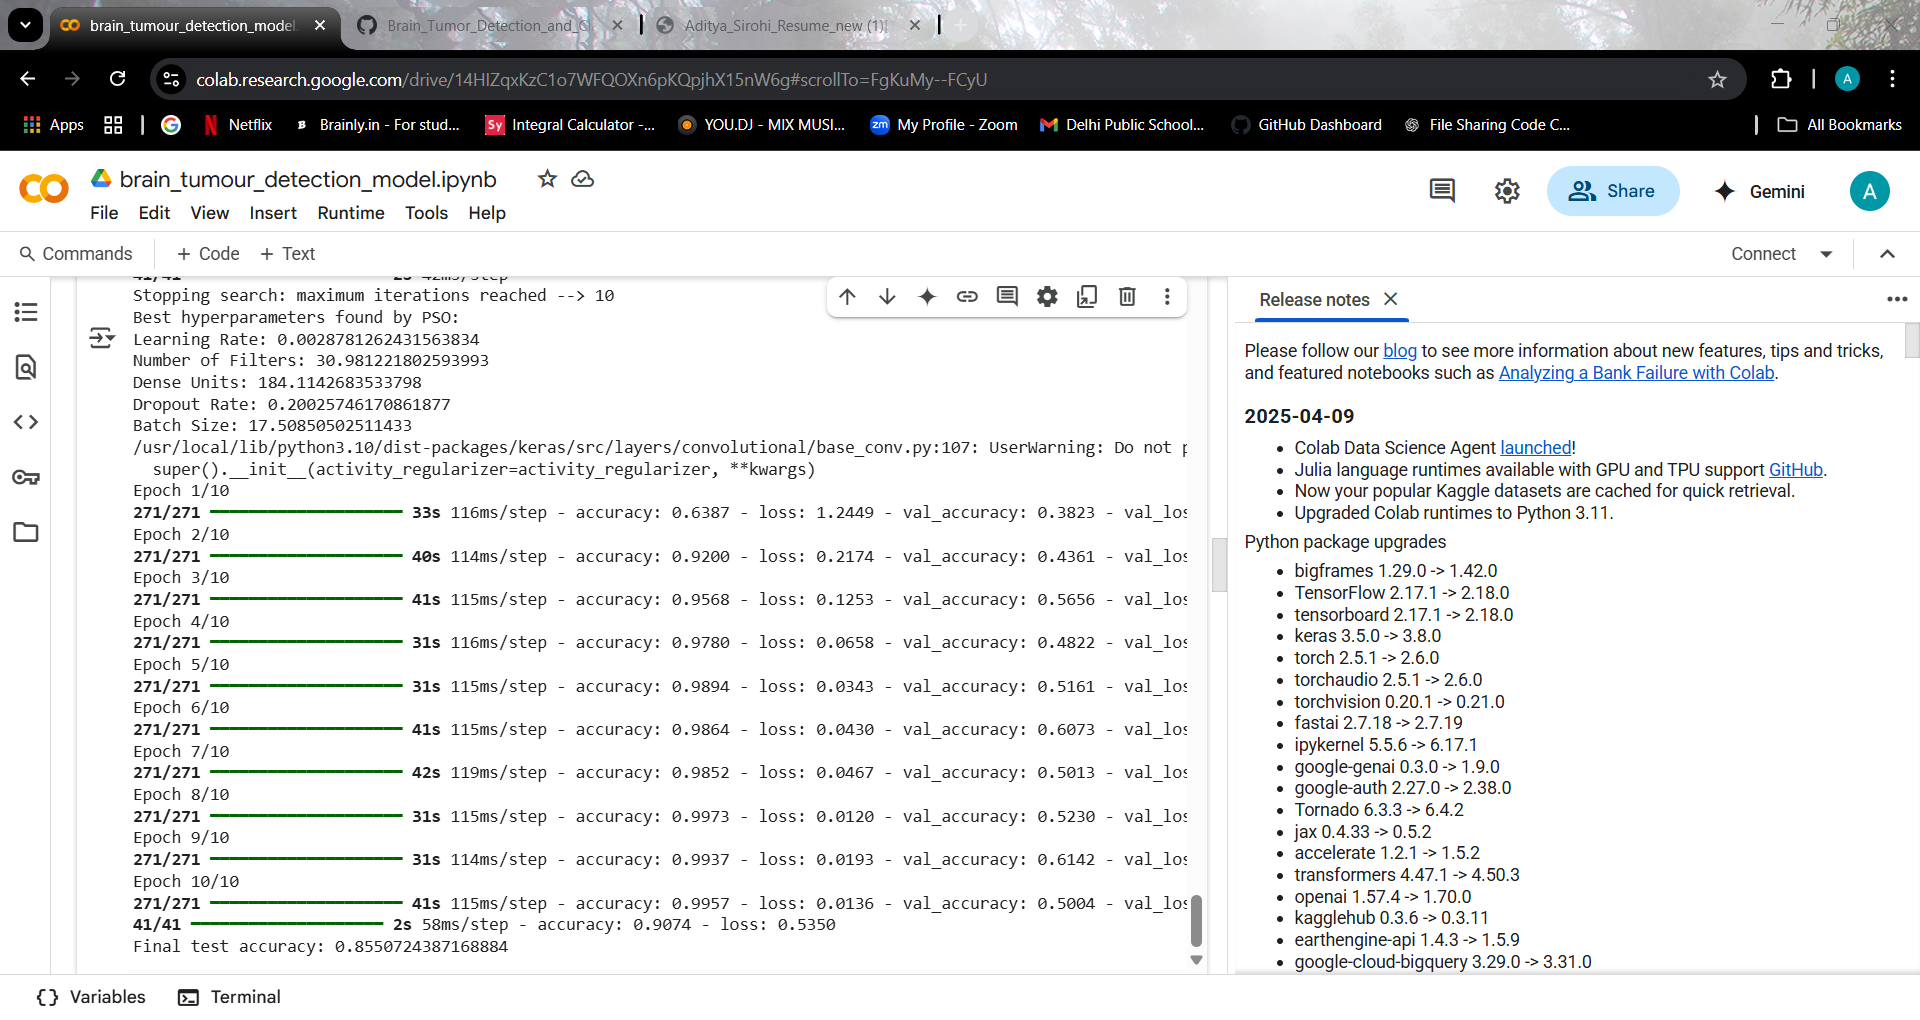 brain_tumour_detection_model.
Brain_Tumor_Detection_and_C
Aditya_Sirohi_Resume_new (1)
colab.research.google.com/drive/14HIZqxKzC1o7WFQOXn6pKQpjhX15nW6g#scrollTo=FgKuMy--FCyU
A
Apps
Netflix
Brainly.in - For stud...
Sy Integral Calculator -...
YOU.DJ - MIX MUSI...
zm My Profile - Zoom
Delhi Public School...
GitHub Dashboard
File Sharing Code C...
All Bookmarks
brain_tumour_detection_model.ipynb
File Edit View Insert Runtime Tools Help
Share
Gemini
A
Commands
+ Code + Text
Connect
41/41 2s 42ms/step
Stopping search: maximum iterations reached --> 10
Best hyperparameters found by PSO:
Learning Rate: 0.0028781262431563834
Number of Filters: 30.981221802593993
Dense Units: 184.1142683533798
Dropout Rate: 0.20025746170861877
Batch Size: 17.50850502511433
/usr/local/lib/python3.10/dist-packages/keras/src/layers/convolutional/base_conv.py:107: UserWarning: Do not p
super().__init__(activity_regularizer=activity_regularizer, **kwargs)
Epoch 1/10
271/271 33s 116ms/step - accuracy: 0.6387 - loss: 1.2449 - val_accuracy: 0.3823 - val_los
Epoch 2/10
271/271 40s 114ms/step - accuracy: 0.9200 - loss: 0.2174 - val_accuracy: 0.4361 - val_los
Epoch 3/10
271/271 41s 115ms/step - accuracy: 0.9568 - loss: 0.1253 - val_accuracy: 0.5656 - val_los
Epoch 4/10
271/271 31s 116ms/step - accuracy: 0.9780 - loss: 0.0658 - val_accuracy: 0.4822 - val_los
Epoch 5/10
271/271 31s 115ms/step - accuracy: 0.9894 - loss: 0.0343 - val_accuracy: 0.5161 - val_los
Epoch 6/10
271/271 41s 115ms/step - accuracy: 0.9864 - loss: 0.0430 - val_accuracy: 0.6073 - val_los
Epoch 7/10
271/271 42s 119ms/step - accuracy: 0.9852 - loss: 0.0467 - val_accuracy: 0.5013 - val_los
Epoch 8/10
271/271 31s 115ms/step - accuracy: 0.9973 - loss: 0.0120 - val_accuracy: 0.5230 - val_los
Epoch 9/10
271/271 31s 114ms/step - accuracy: 0.9937 - loss: 0.0193 - val_accuracy: 0.6142 - val_los
Epoch 10/10
271/271 41s 115ms/step - accuracy: 0.9957 - loss: 0.0136 - val_accuracy: 0.5004 - val_los
41/41 2s 58ms/step - accuracy: 0.9074 - loss: 0.5350
Final test accuracy: 0.8550724387168884
Release notes
Please follow our blog to see more information about new features, tips and tricks,
and featured notebooks such as Analyzing a Bank Failure with Colab.
2025-04-09
Colab Data Science Agent launched!
Julia language runtimes available with GPU and TPU support GitHub.
Now your popular Kaggle datasets are cached for quick retrieval.
Upgraded Colab runtimes to Python 3.11.
Python package upgrades
bigframes 1.29.0 -> 1.42.0
TensorFlow 2.17.1 -> 2.18.0
tensorboard 2.17.1 -> 2.18.0
keras 3.5.0 -> 3.8.0
torch 2.5.1 -> 2.6.0
torchaudio 2.5.1 -> 2.6.0
torchvision 0.20.1 -> 0.21.0
fastai 2.7.18 -> 2.7.19
ipykernel 5.5.6 -> 6.17.1
google-genai 0.3.0 -> 1.9.0
google-auth 2.27.0 -> 2.38.0
Tornado 6.3.3 -> 6.4.2
jax 0.4.33 -> 0.5.2
accelerate 1.2.1 -> 1.5.2
transformers 4.47.1 -> 4.50.3
openai 1.57.4 -> 1.70.0
kagglehub 0.3.6 -> 0.3.11
earthengine-api 1.4.3 -> 1.5.9
google-cloud-bigquery 3.29.0 -> 3.31.0
Variables
Terminal